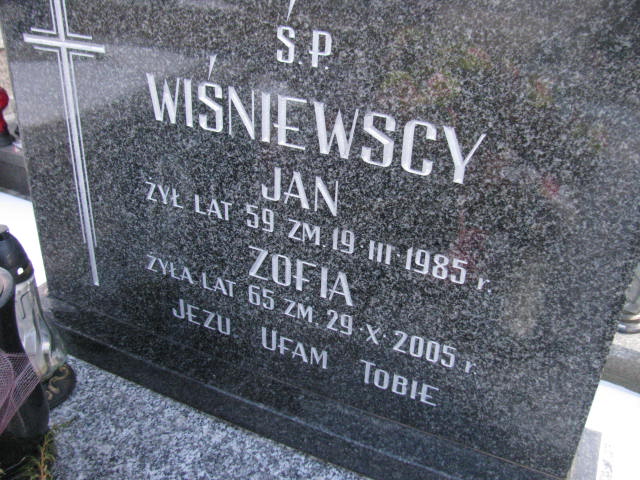 Ś.P.
WIŚNIEWSCY
JAN
ŻYŁ LAT 59 ZM. 19 III 1985 r.
ZOFIA
ŻYŁA LAT 65 ZM. 29 X 2005 r.
JEZU, UFAM TOBIE